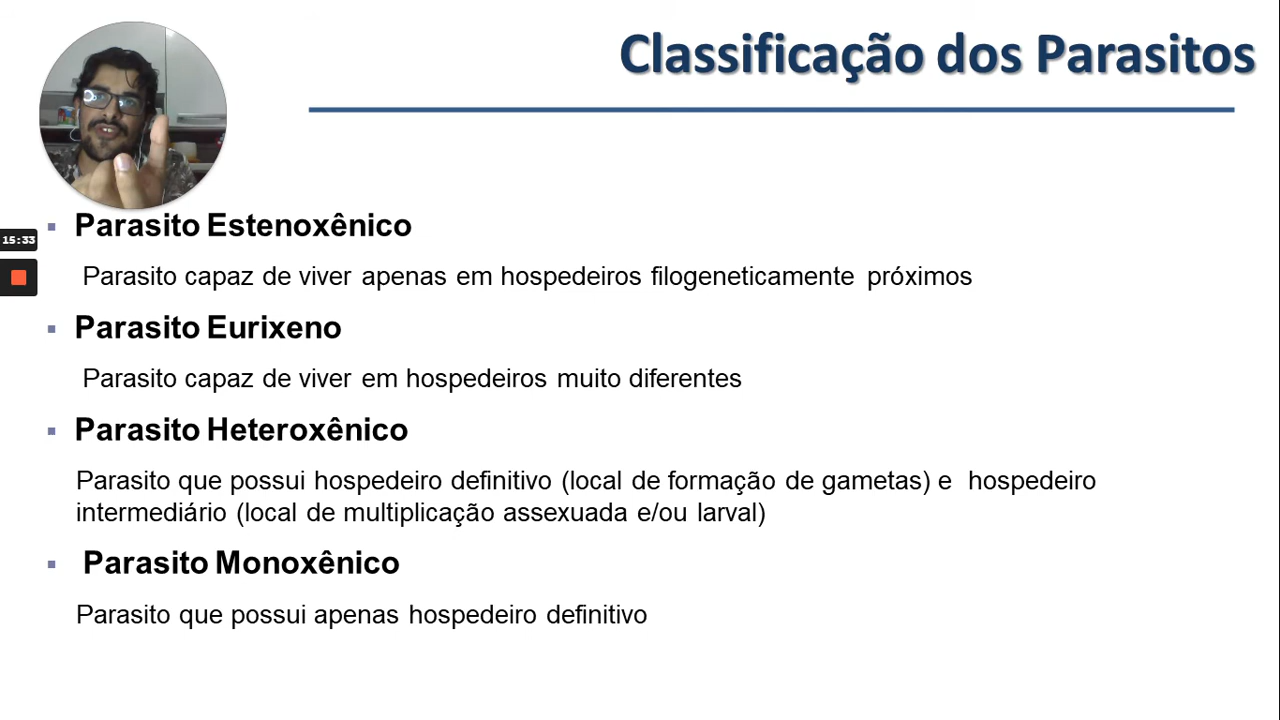 Classificação dos Parasitos
Parasito Estenoxênico
15:33
Parasito capaz de viver apenas em hospedeiros filogeneticamente próximos
Parasito Eurixeno
Parasito capaz de viver em hospedeiros muito diferentes
Parasito Heteroxênico
Parasito que possui hospedeiro definitivo (local de formação de gametas) e hospedeiro
intermediário (local de multiplicação assexuada e/ou larval)
Parasito Monoxênico
Parasito que possui apenas hospedeiro definitivo